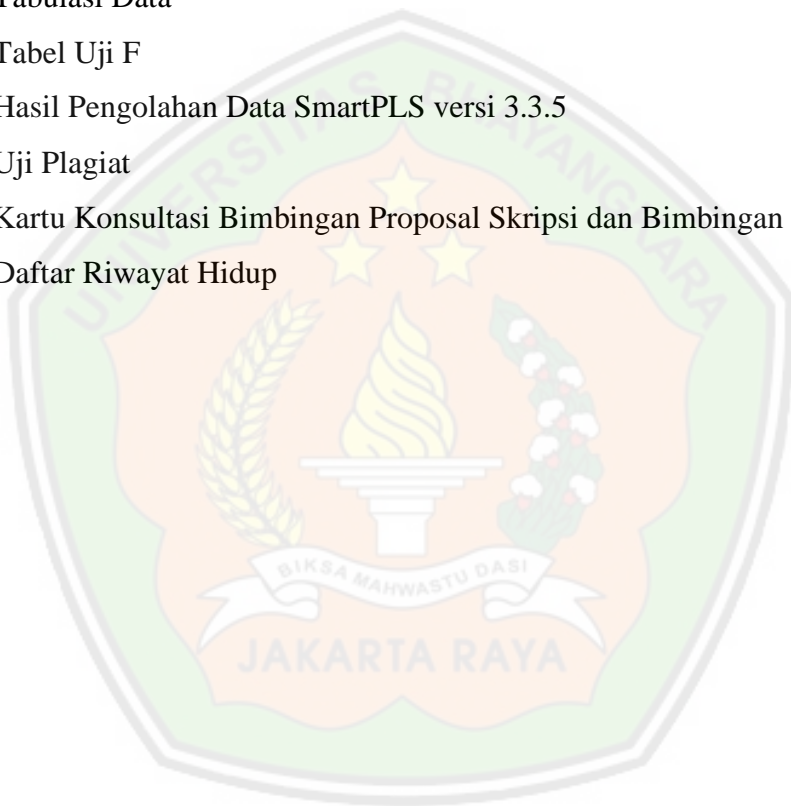 Tabulasi Data
Tabel Uji F
Hasil Pengolahan Data SmartPLS versi 3.3.5
Uji Plagiat
Kartu Konsultasi Bimbingan Proposal Skripsi dan Bimbingan
Daftar Riwayat Hidup
UNIVERSITAS BHAYANGKARA
BIKSA MAHWASTU DASI
JAKARTA RAYA